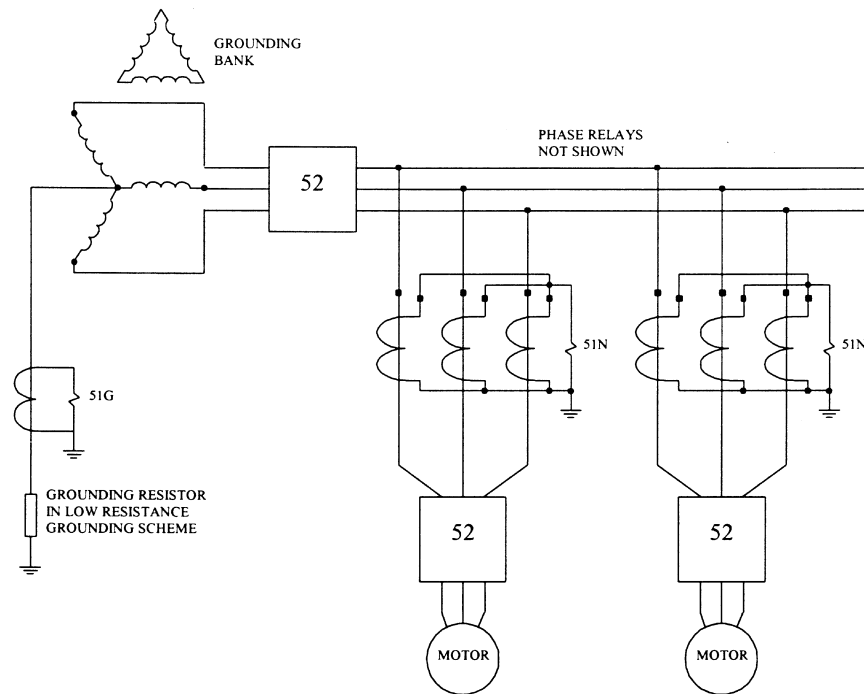 GROUNDING
BANK
PHASE RELAYS
NOT SHOWN
52
51N
51N
51G
GROUNDING RESISTOR
IN LOW RESISTANCE
GROUNDING SCHEME
52
52
MOTOR
MOTOR